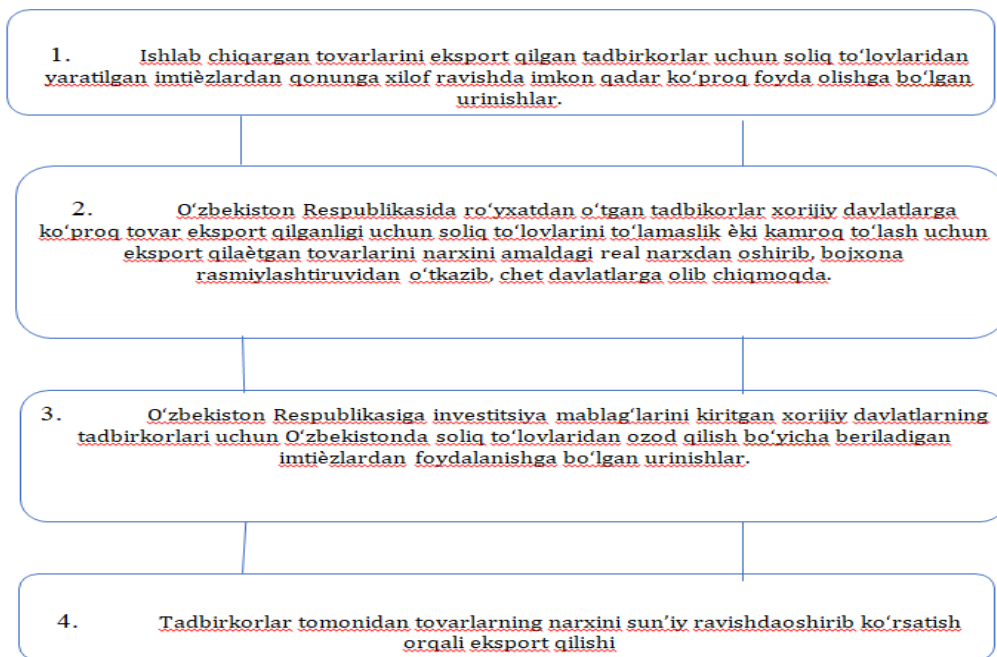 1. Ishlab chiqargan tovarlarini eksport qilgan tadbirkorlar uchun soliq to‘lovlaridan
yaratilgan imtièzlardan qonunga xilof ravishda imkon qadar ko‘proq foyda olishga bo‘lgan
urinishlar.
2. O‘zbekiston Respublikasida ro‘yxatdan o‘tgan tadbikorlar xorijiy davlatlarga
ko‘proq tovar eksport qilganligi uchun soliq to‘lovlarini to‘lamaslik èki kamroq to‘lash uchun
eksport qilaètgan tovarlarini narxini amaldagi real narxdan oshirib, bojxona
rasmiylashtiruvidan o‘tkazib, chet davlatlarga olib chiqmoqda.
3. O‘zbekiston Respublikasiga investitsiya mablag‘larini kiritgan xorijiy davlatlarning
tadbirkorlari uchun O‘zbekistonda soliq to‘lovlaridan ozod qilish bo‘yicha beriladigan
imtièzlardan foydalanishga bo‘lgan urinishlar.
4. Tadbirkorlar tomonidan tovarlarning narxini sun’iy ravishdaoshirib ko‘rsatish
orqali eksport qilishi